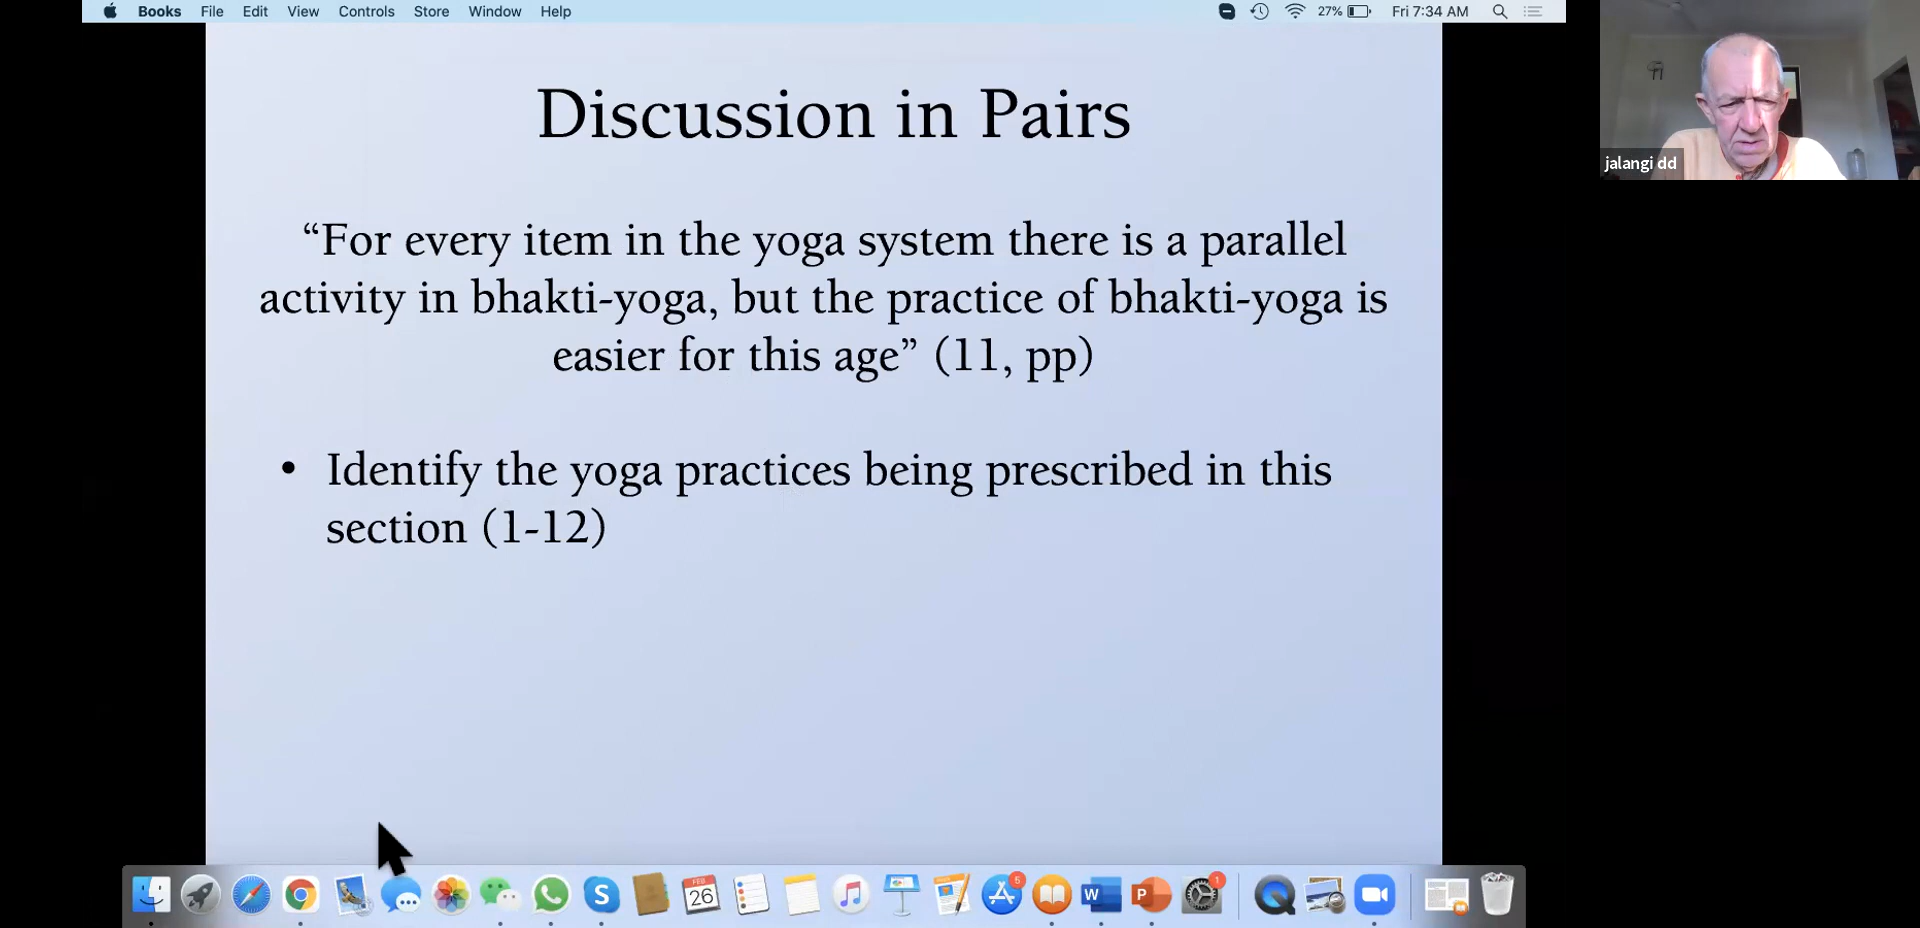 Books File Edit View Controls Store Window Help 27% Fri 7:34 AM
jalangi dd
Discussion in Pairs
“For every item in the yoga system there is a parallel
activity in bhakti-yoga, but the practice of bhakti-yoga is
easier for this age” (11, pp)
• Identify the yoga practices being prescribed in this
section (1-12)
S FEB 26 5 W P 1